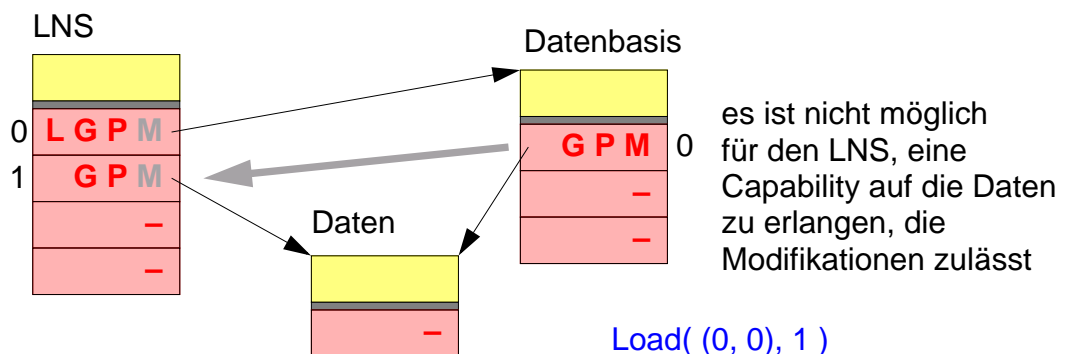 LNS
Datenbasis
0 L G P M
1 G P M
–
–
G P M 0
–
–
Daten
–
es ist nicht möglich
für den LNS, eine
Capability auf die Daten
zu erlangen, die
Modifikationen zulässt
Load( (0, 0), 1 )